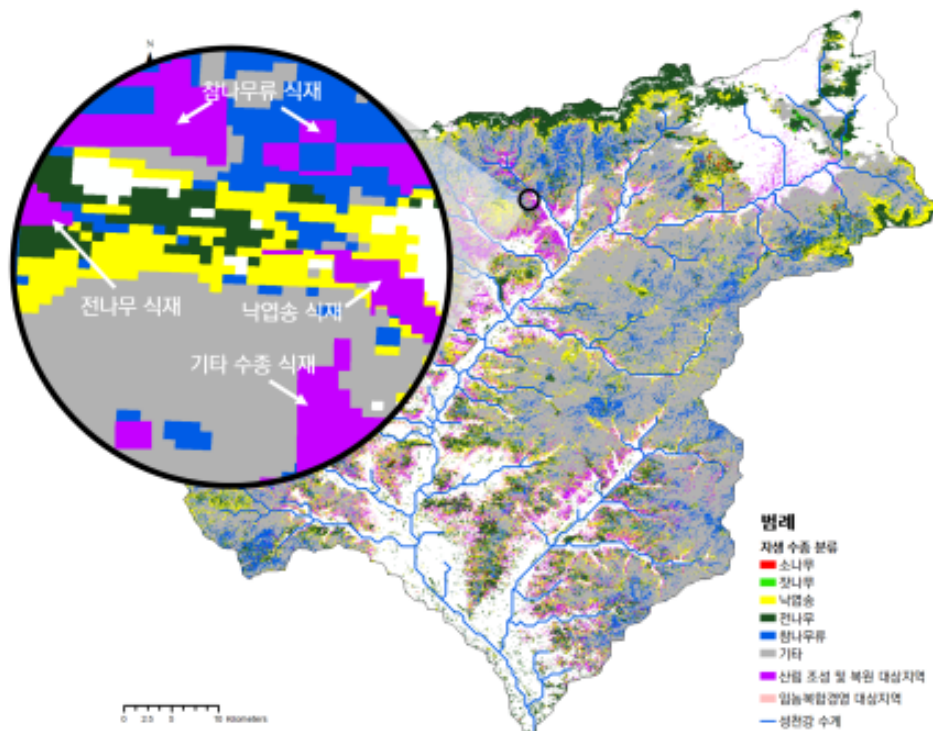 N
참나무류 식재
전나무 식재
낙엽송 식재
기타 수종 식재
범례
자생 수종 분류
소나무
잣나무
낙엽송
전나무
참나무류
기타
산림 조성 및 복원 대상지역
임농복합경영 대상지역
성천강 수계
0 2.5 5 10 Kilometers